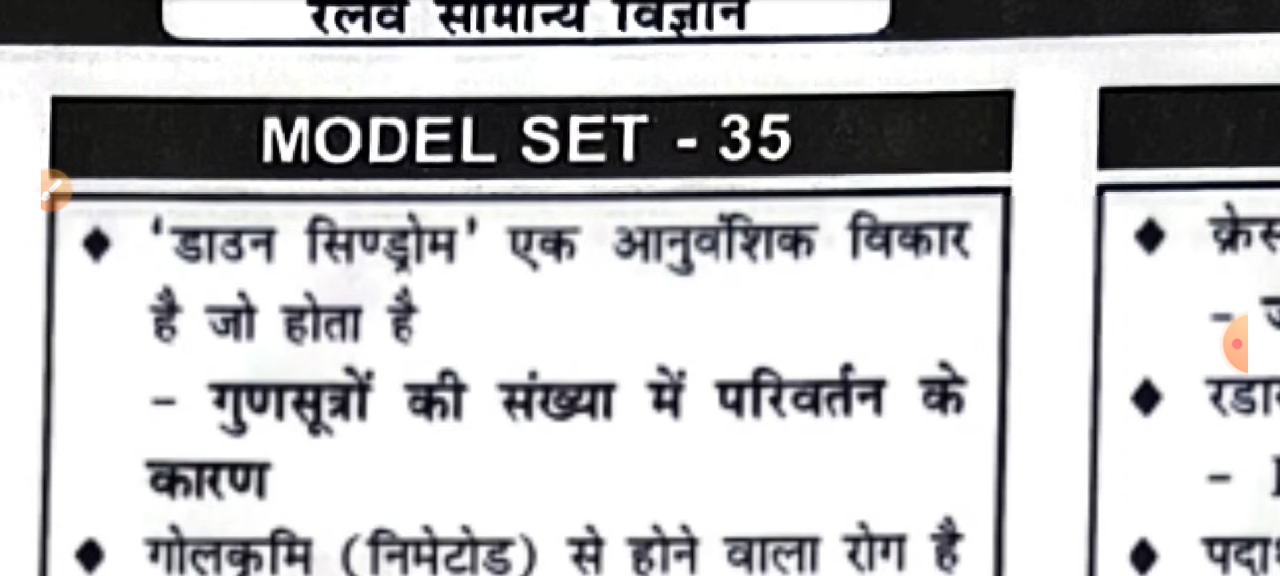 रेलवे सामान्य विज्ञान
MODEL SET - 35
♦ 'डाउन सिण्ड्रोम' एक आनुवंशिक विकार
है जो होता है
- गुणसूत्रों की संख्या में परिवर्तन के
कारण
♦ गोलकृमि (निमेटोड) से होने वाला रोग है
♦
-
♦
-
♦